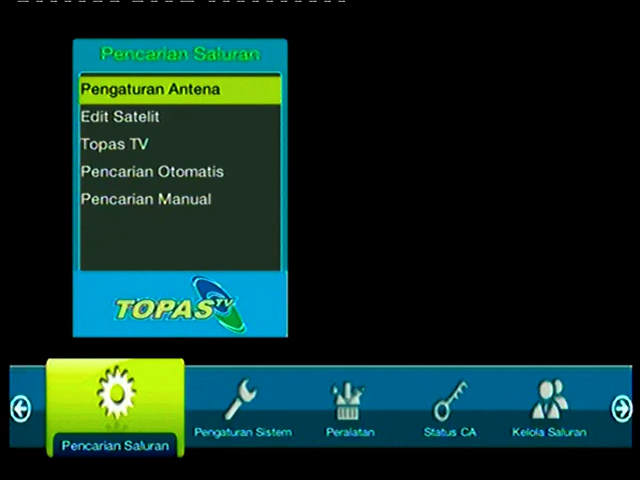 Pencarian Saluran
Pengaturan Antena
Edit Satelit
Topas TV
Pencarian Otomatis
Pencarian Manual
TOPAS TV
Pencarian Saluran
Pengaturan Sistem
Peralatan
Status CA
Kelola Saluran